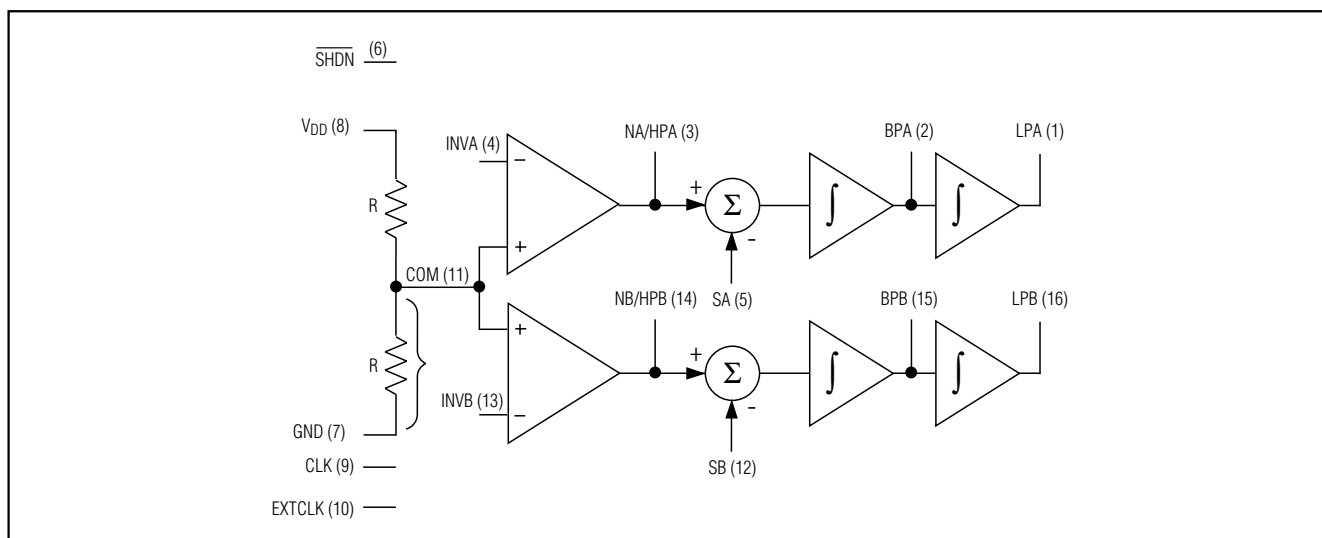 SHDN (6)
VDD (8)
R
COM (11)
R
GND (7)
CLK (9)
EXTCLK (10)
INVA (4)
−
+
NA/HPA (3)
+
Σ
-
SA (5)
∫
BPA (2)
∫
LPA (1)
+
−
INVB (13)
NB/HPB (14)
+
Σ
-
SB (12)
∫
BPB (15)
∫
LPB (16)